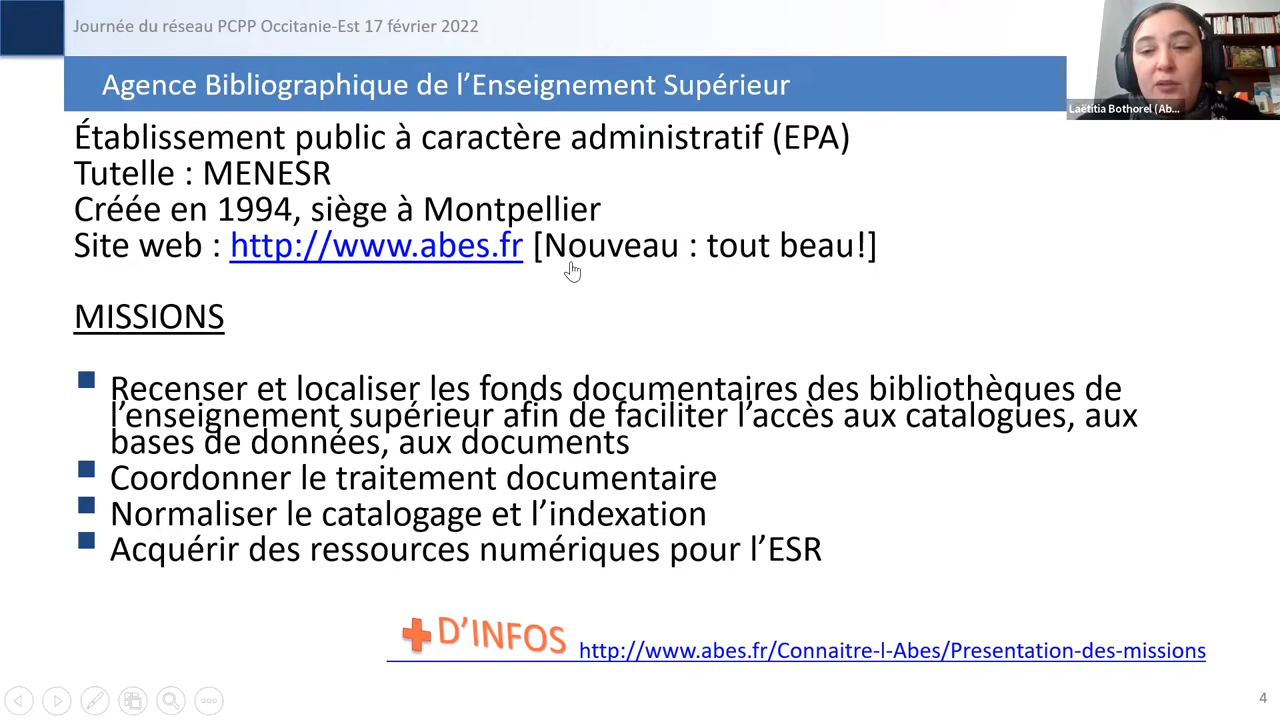 Journée du réseau PCPP Occitanie-Est 17 février 2022
Agence Bibliographique de l’Enseignement Supérieur
Laëtitia Bothorel (Ab...
Établissement public à caractère administratif (EPA)
Tutelle : MENESR
Créée en 1994, siège à Montpellier
Site web : http://www.abes.fr [Nouveau : tout beau!]
MISSIONS
Recenser et localiser les fonds documentaires des bibliothèques de
l’enseignement supérieur afin de faciliter l’accès aux catalogues, aux
bases de données, aux documents
Coordonner le traitement documentaire
Normaliser le catalogage et l’indexation
Acquérir des ressources numériques pour l’ESR
D’INFOS http://www.abes.fr/Connaitre-l-Abes/Presentation-des-missions
4